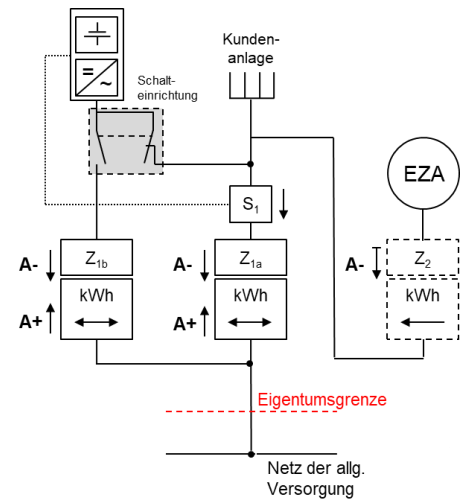 Kunden-
anlage
Schalt-
einrichtung
=
~
EZA
S1
A-
Z1b
A-
Z1a
A-
Z2
kWh
kWh
kWh
A+
A+
Eigentumsgrenze
Netz der allg.
Versorgung